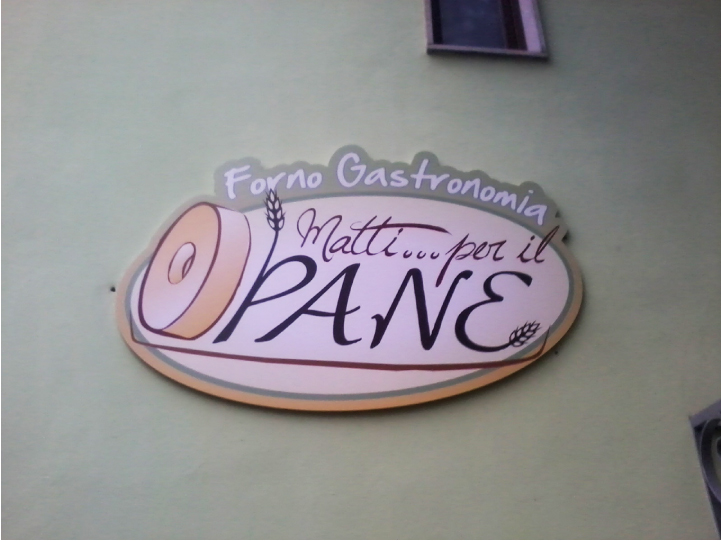 Forno Gastronomia
Matti...per il
PANE